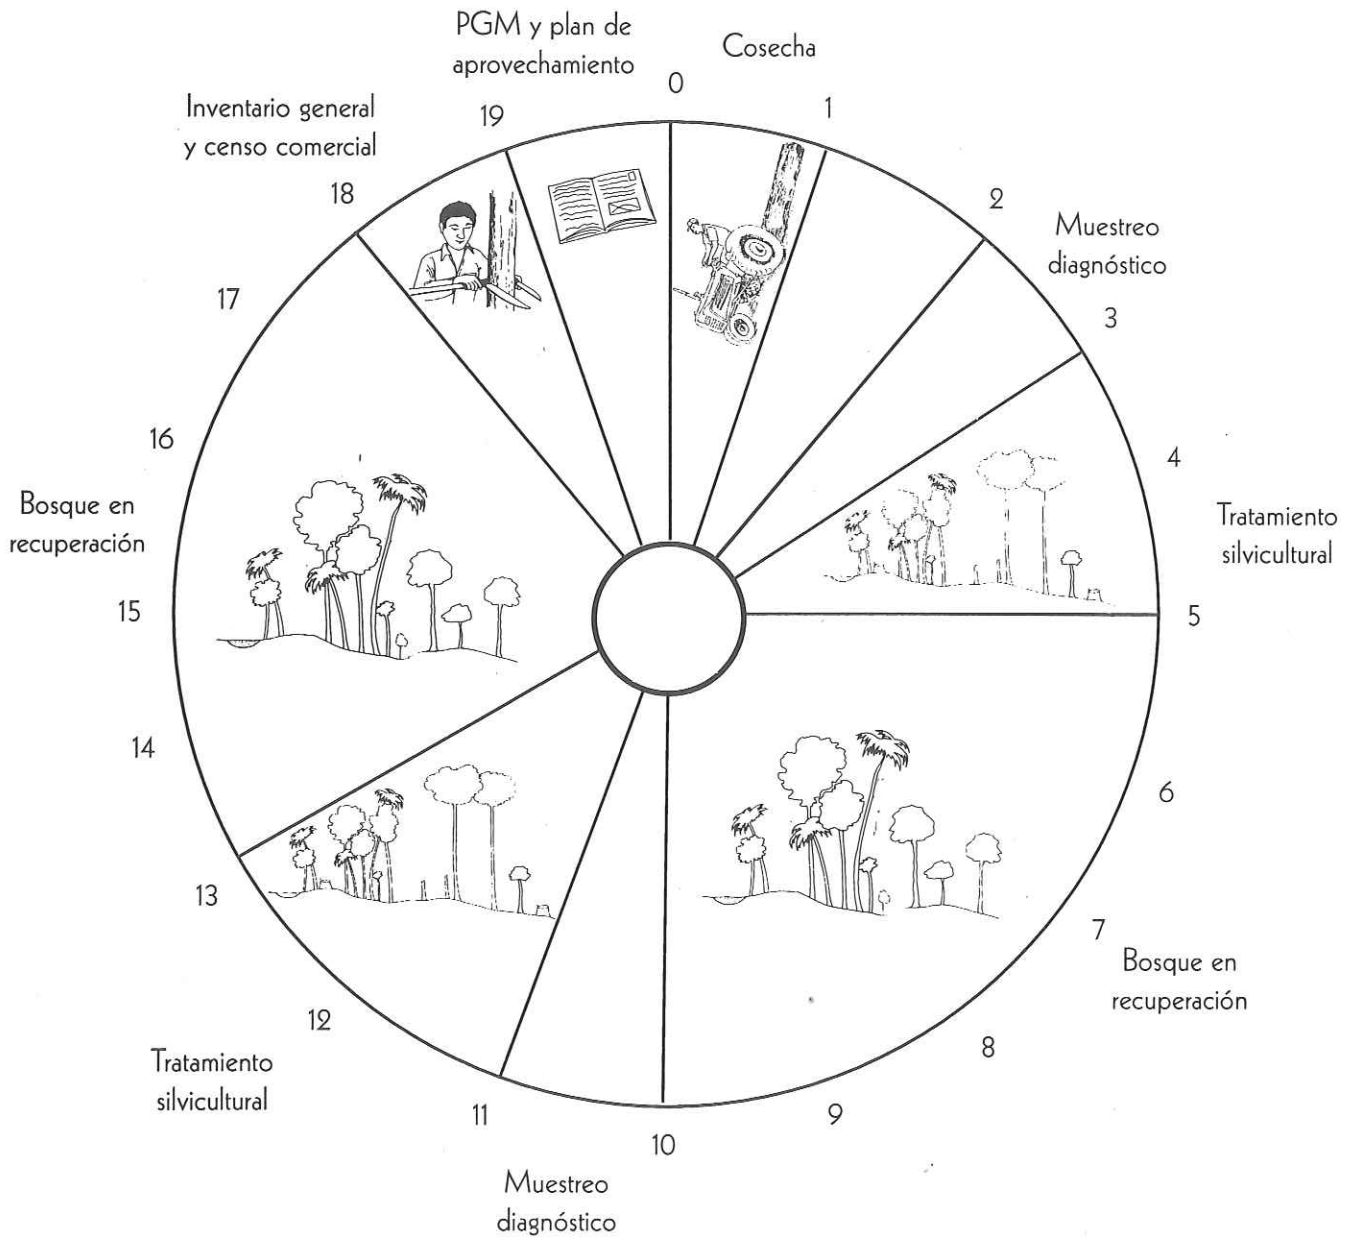 PGM y plan de
aprovechamiento
Cosecha
0
1
2
Muestreo
diagnóstico
3
4
Tratamiento
silvicultural
5
6
7
Bosque en
recuperación
8
9
10
Muestreo
diagnóstico
11
12
Tratamiento
silvicultural
13
14
15
Bosque en
recuperación
16
17
18
Inventario general
y censo comercial
19